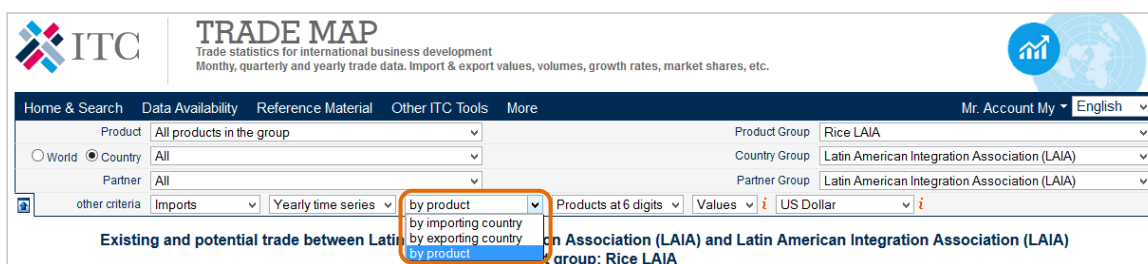 ITC
TRADE MAP
Trade statistics for international business development
Monthy, quarterly and yearly trade data. Import & export values, volumes, growth rates, market shares, etc.
Home & Search Data Availability Reference Material Other ITC Tools More Mr. Account My English
Product All products in the group Product Group Rice LAIA
World Country All Country Group Latin American Integration Association (LAIA)
Partner All Partner Group Latin American Integration Association (LAIA)
other criteria Imports Yearly time series by product Products at 6 digits Values i US Dollar i
by importing country
by exporting country
by product
Existing and potential trade between Latin on Association (LAIA) and Latin American Integration Association (LAIA)
group: Rice LAIA